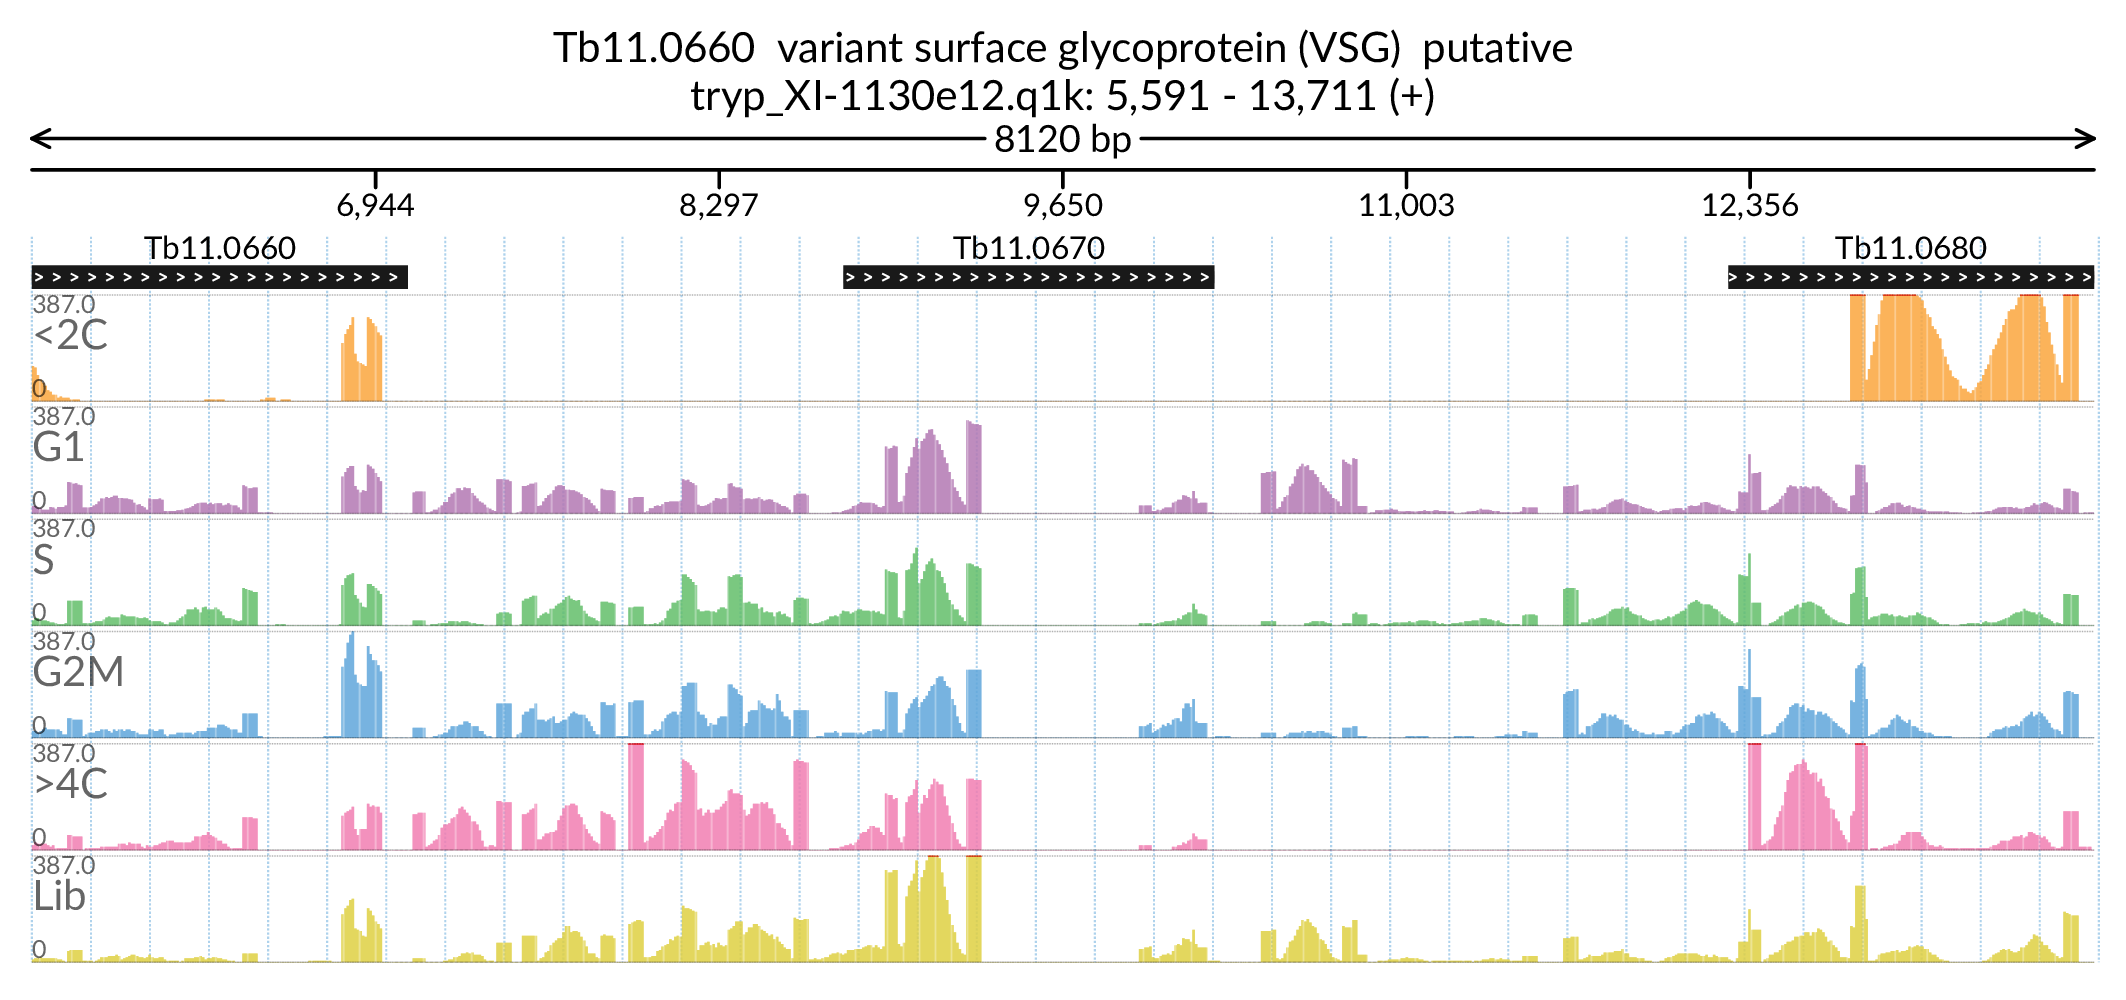 Tb11.0660  variant surface glycoprotein (VSG)  putative
tryp_XI-1130e12.q1k: 5,591 - 13,711 (+)
8120 bp
6,944 8,297 9,650 11,003 12,356
Tb11.0660 Tb11.0670 Tb11.0680
387.0
<2C
0
387.0
G1
0
387.0
S
0
387.0
G2M
0
387.0
>4C
0
387.0
Lib
0